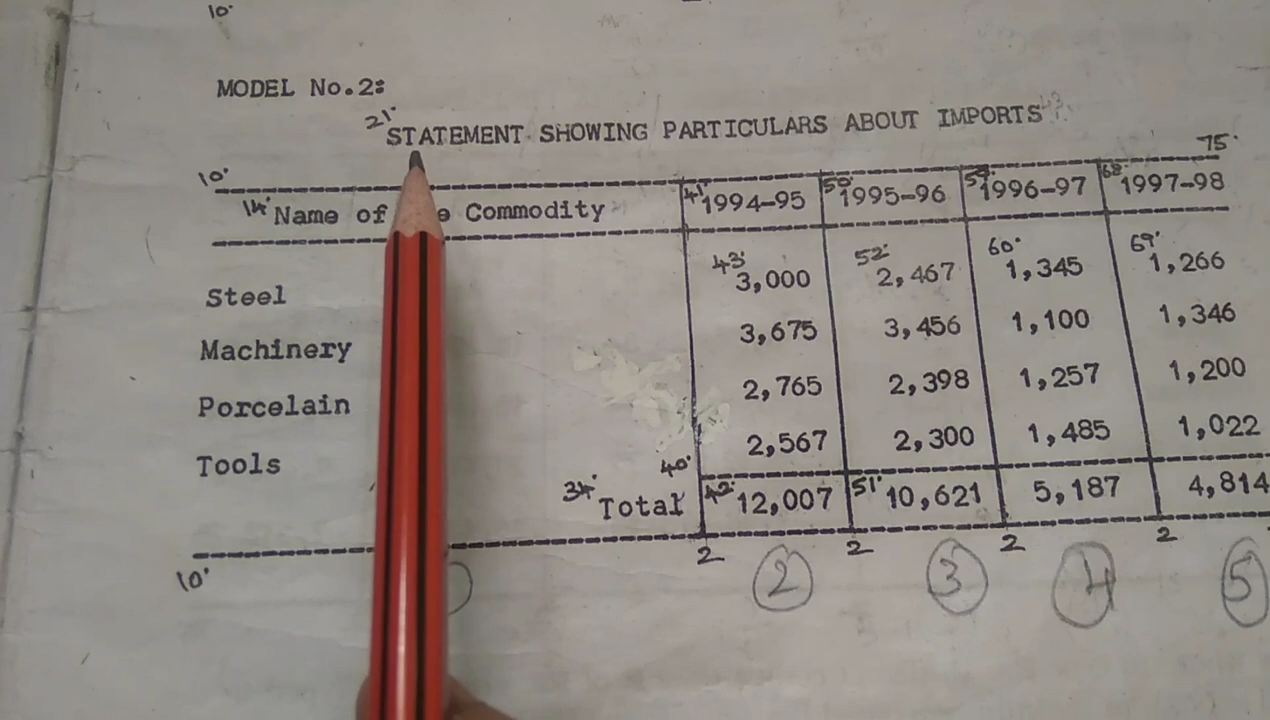 10'
MODEL No.2:
21' STATEMENT SHOWING PARTICULARS ABOUT IMPORTS
10' 75'
14' Name of Commodity 41' 1994-95 50' 1995-96 59' 1996-97 68' 1997-98
43' 52' 60' 69'
Steel 3,000 2,467 1,345 1,266
Machinery 3,675 3,456 1,100 1,346
Porcelain 2,765 2,398 1,257 1,200
Tools 2,567 2,300 1,485 1,022
40'
34' Total 42' 12,007 51' 10,621 5,187 4,814
10' 2 2 2 2
2 3 4 5